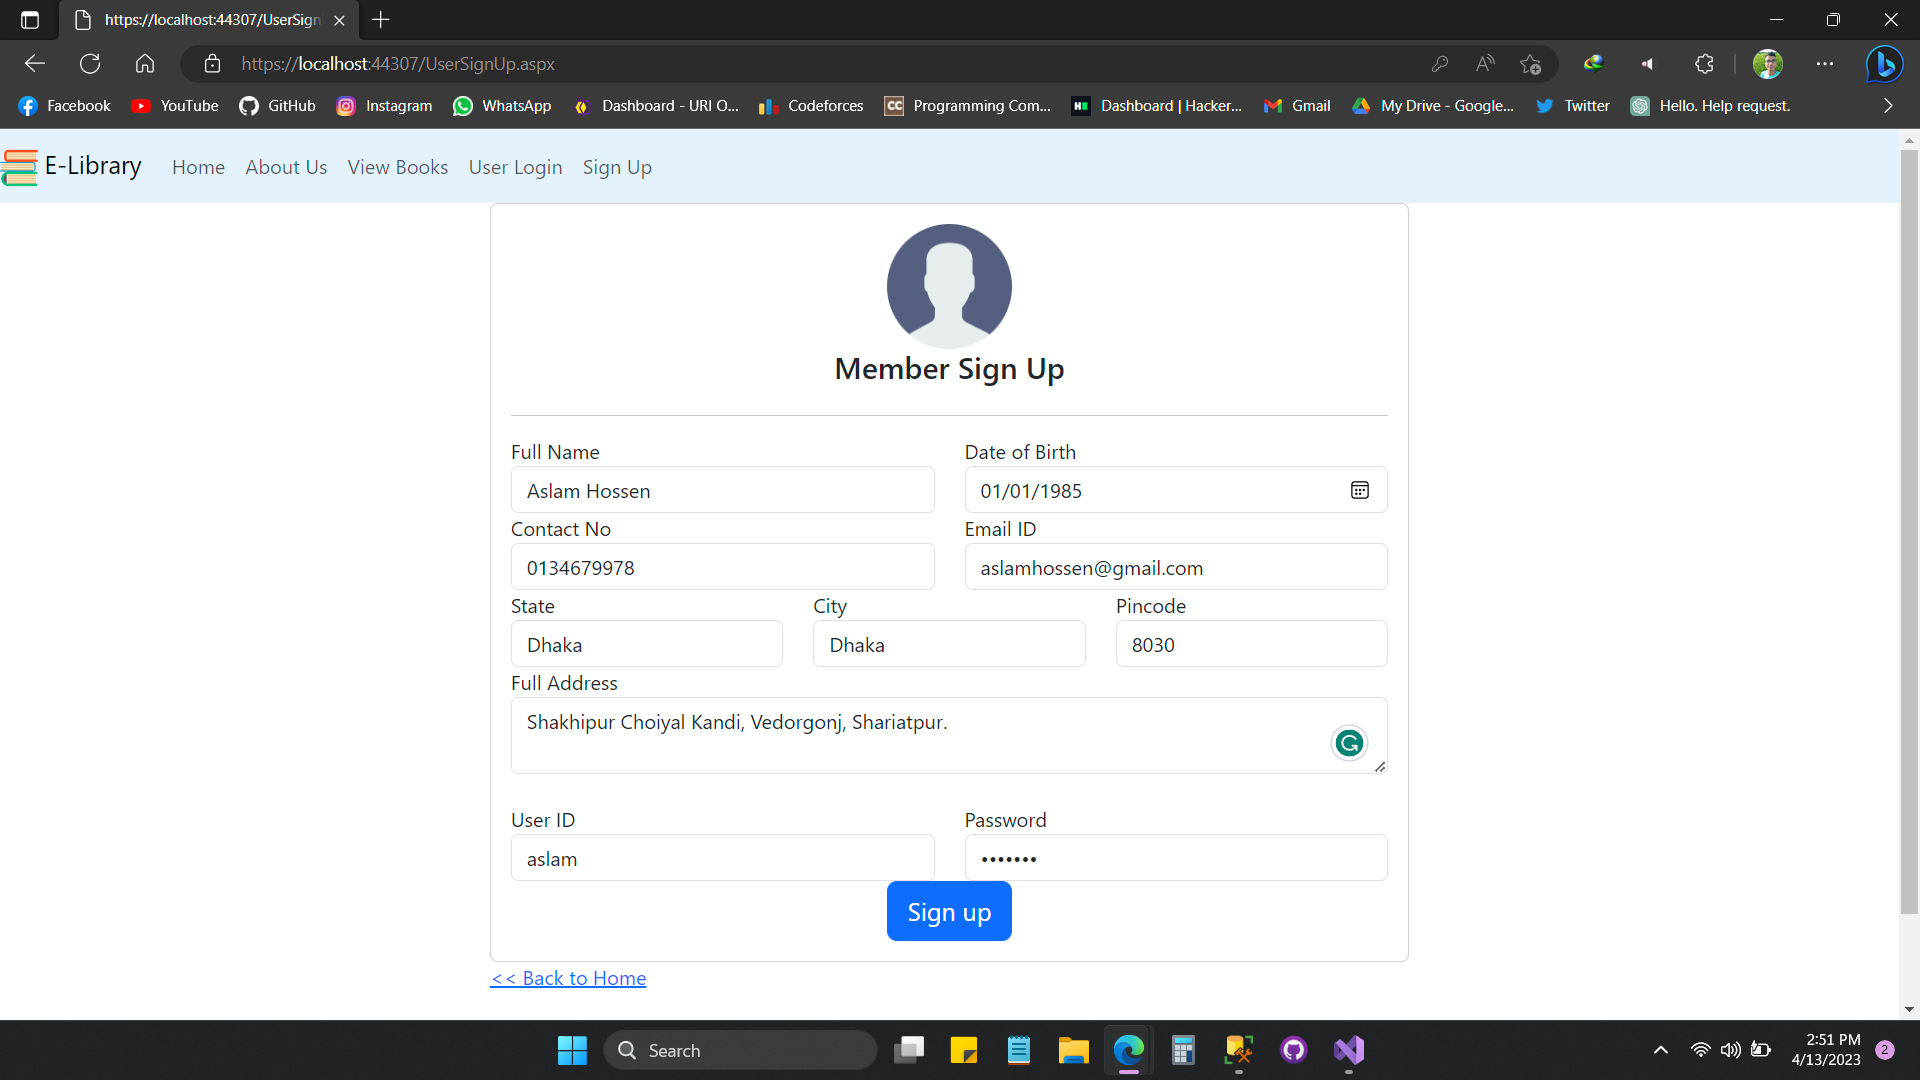 https://localhost:44307/UserSign
https://localhost:44307/UserSignUp.aspx
Facebook YouTube GitHub Instagram WhatsApp Dashboard - URI O... Codeforces Programming Com... Dashboard | Hacker... Gmail My Drive - Google... Twitter Hello. Help request.
E-Library Home About Us View Books User Login Sign Up
Member Sign Up
Full Name Date of Birth
Aslam Hossen 01/01/1985
Contact No Email ID
0134679978 aslamhossen@gmail.com
State City Pincode
Dhaka Dhaka 8030
Full Address
Shakhipur Choiyal Kandi, Vedorgonj, Shariatpur.
User ID Password
aslam •••••••
Sign up
<< Back to Home
Search
2:51 PM
4/13/2023 2